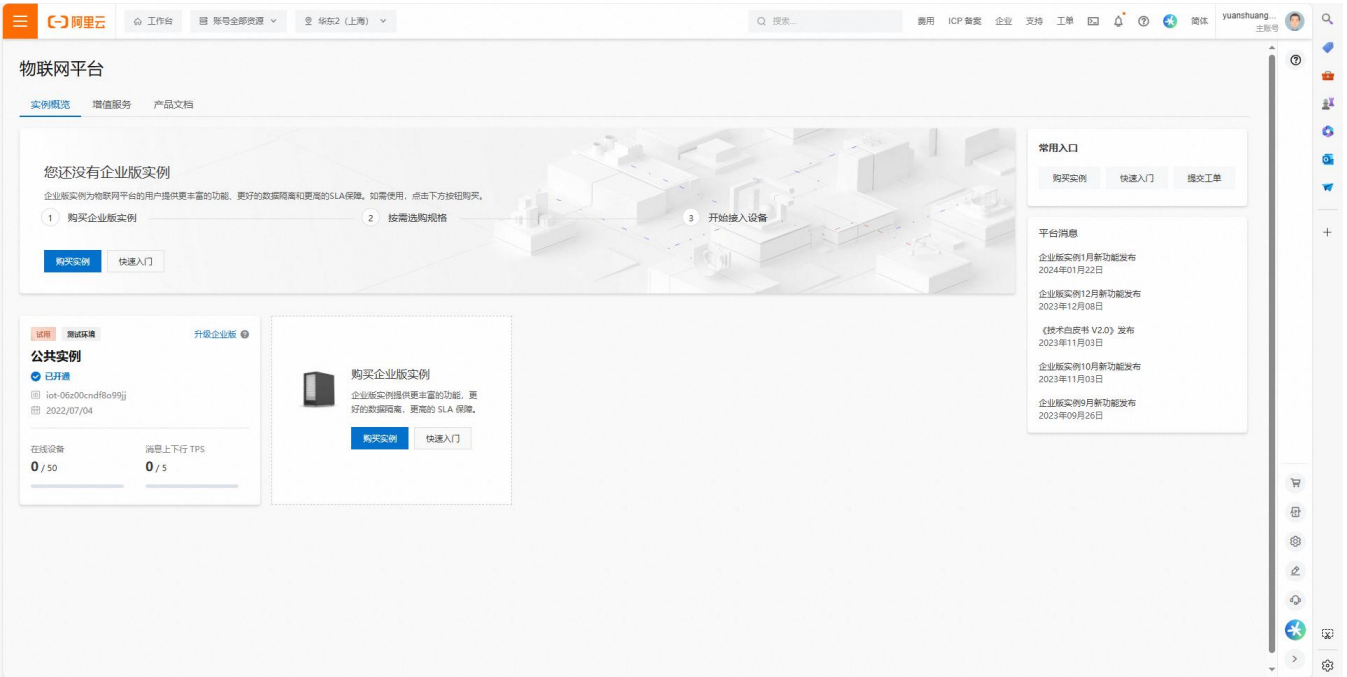 阿里云
工作台
账号全部资源
华东2（上海）
搜索...
费用
ICP 备案
企业
支持
工单
简体
yuanshuang...
主账号
物联网平台
实例概览
增值服务
产品文档
您还没有企业版实例
企业版实例为物联网平台的用户提供更丰富的功能、更好的数据隔离和更高的SLA保障。如需使用，点击下方按钮购买。
1 购买企业版实例
2 按需选购规格
3 开始接入设备
购买实例
快速入门
常用入口
购买实例
快速入门
提交工单
平台消息
企业版实例1月新功能发布
2024年01月22日
企业版实例12月新功能发布
2023年12月08日
《技术白皮书 V2.0》发布
2023年11月03日
企业版实例10月新功能发布
2023年11月03日
企业版实例9月新功能发布
2023年09月26日
试用
测试环境
升级企业版
公共实例
已开通
iot-06z00cndf8o99jj
2022/07/04
在线设备
0 / 50
消息上下行 TPS
0 / 5
购买企业版实例
企业版实例提供更丰富的功能，更
好的数据隔离，更高的 SLA 保障。
购买实例
快速入门